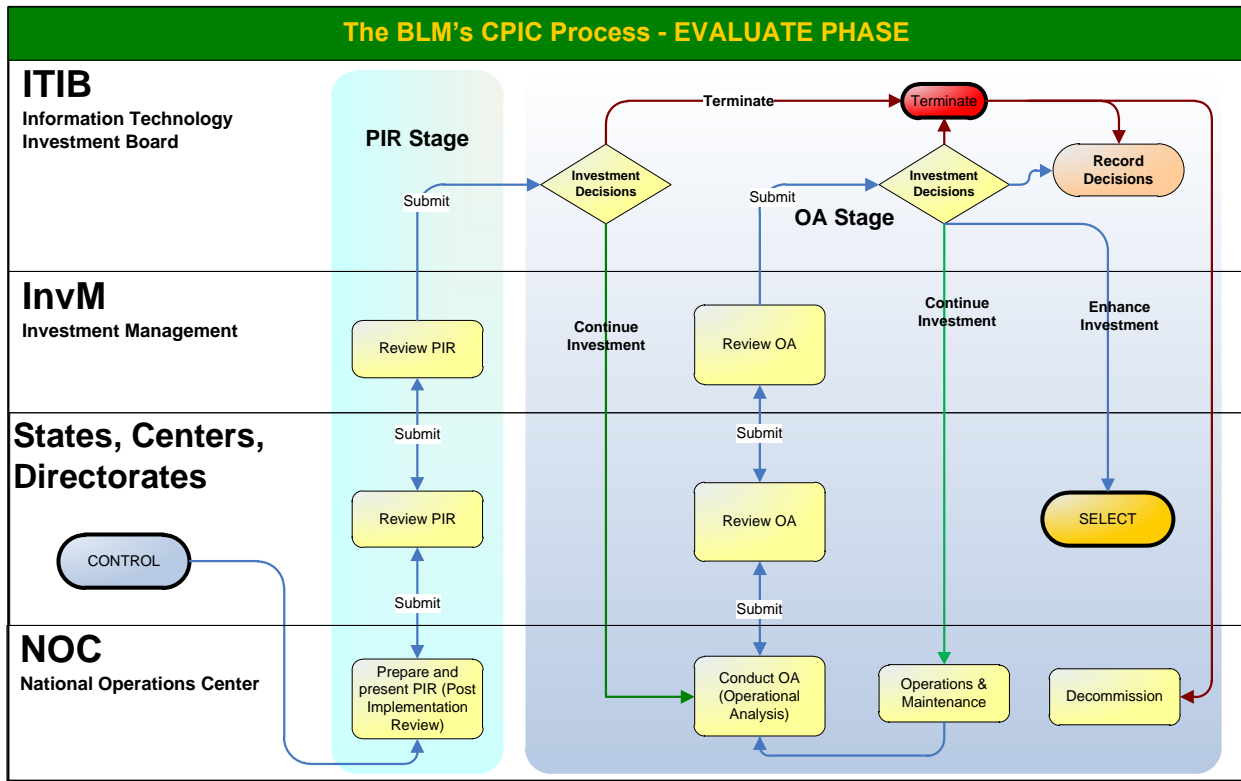 The BLM's CPIC Process - EVALUATE PHASE
ITIB
Information Technology
Investment Board
PIR Stage
Submit
Investment
Decisions
Terminate
Terminate
Submit
OA Stage
Investment
Decisions
Record
Decisions
InvM
Investment Management
Review PIR
Continue
Investment
Review OA
Continue
Investment
Enhance
Investment
States, Centers,
Directorates
Submit
Review PIR
Submit
Submit
Review OA
Submit
SELECT
CONTROL
NOC
National Operations Center
Prepare and
present PIR (Post
Implementation
Review)
Conduct OA
(Operational
Analysis)
Operations &
Maintenance
Decommission